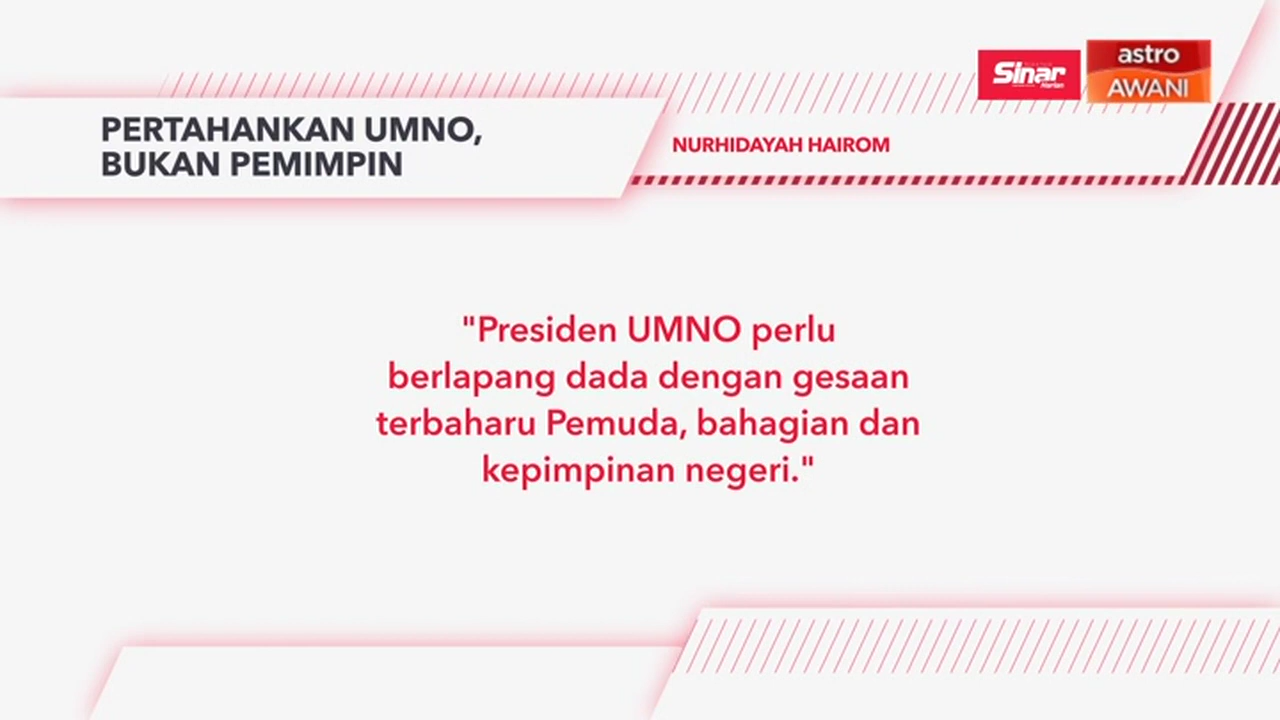 Sinar
Harian
astro
AWANI
PERTAHANKAN UMNO,
BUKAN PEMIMPIN
NURHIDAYAH HAIROM
"Presiden UMNO perlu
berlapang dada dengan gesaan
terbaharu Pemuda, bahagian dan
kepimpinan negeri."